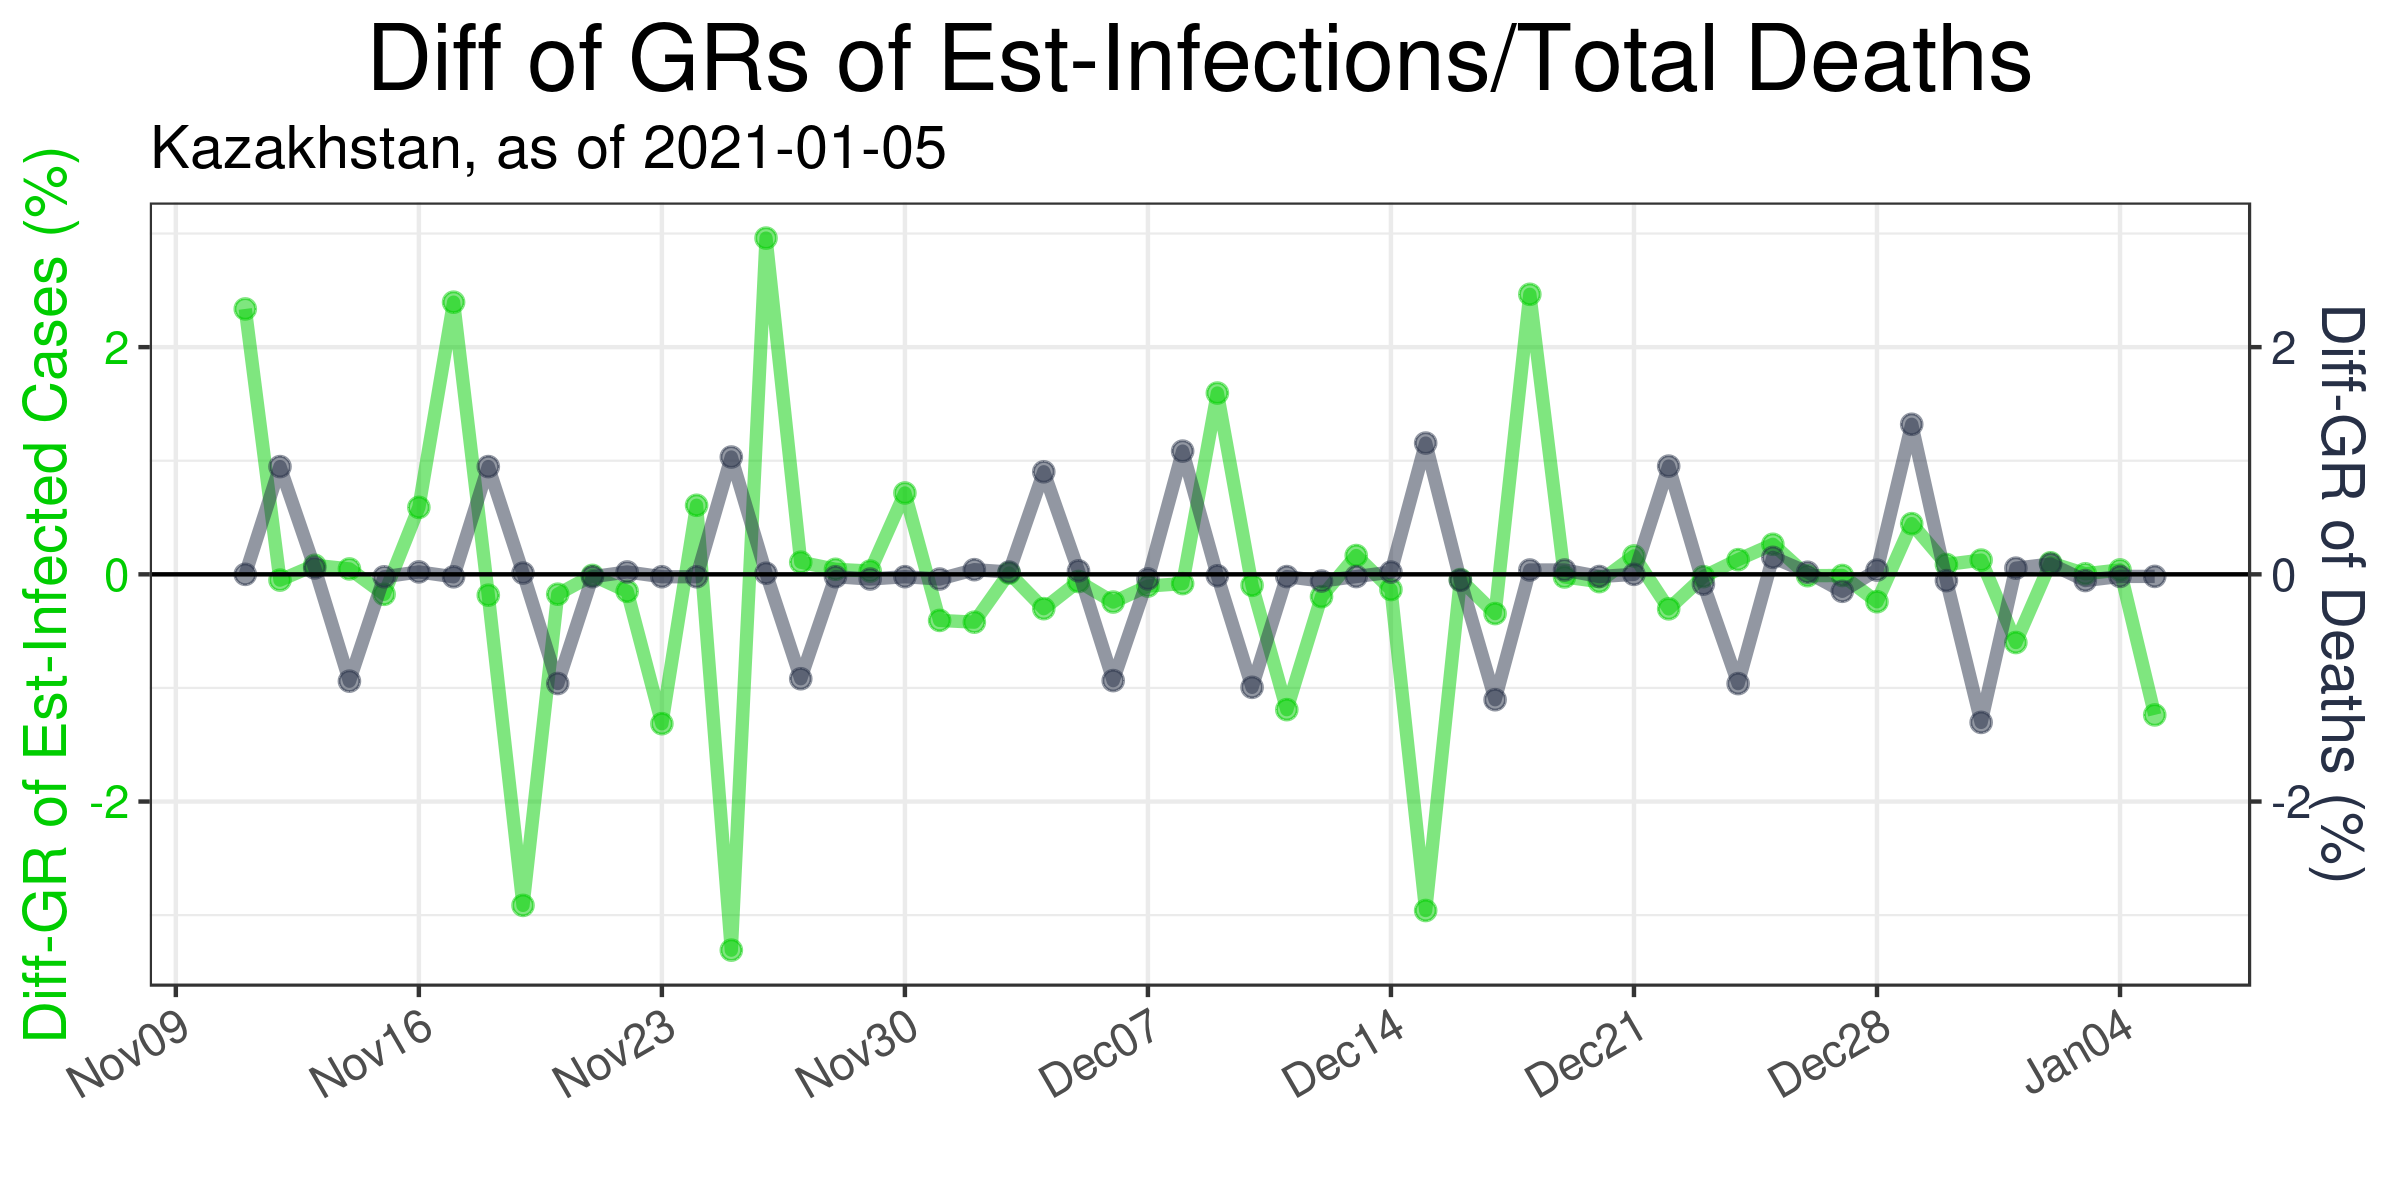 Diff of GRs of Est-Infections/Total Deaths
Kazakhstan, as of 2021-01-05
Diff-GR of Est-Infected Cases (%)
2
0
-2
2
0
-2
Diff-GR of Deaths (%)
Nov09
Nov16
Nov23
Nov30
Dec07
Dec14
Dec21
Dec28
Jan04